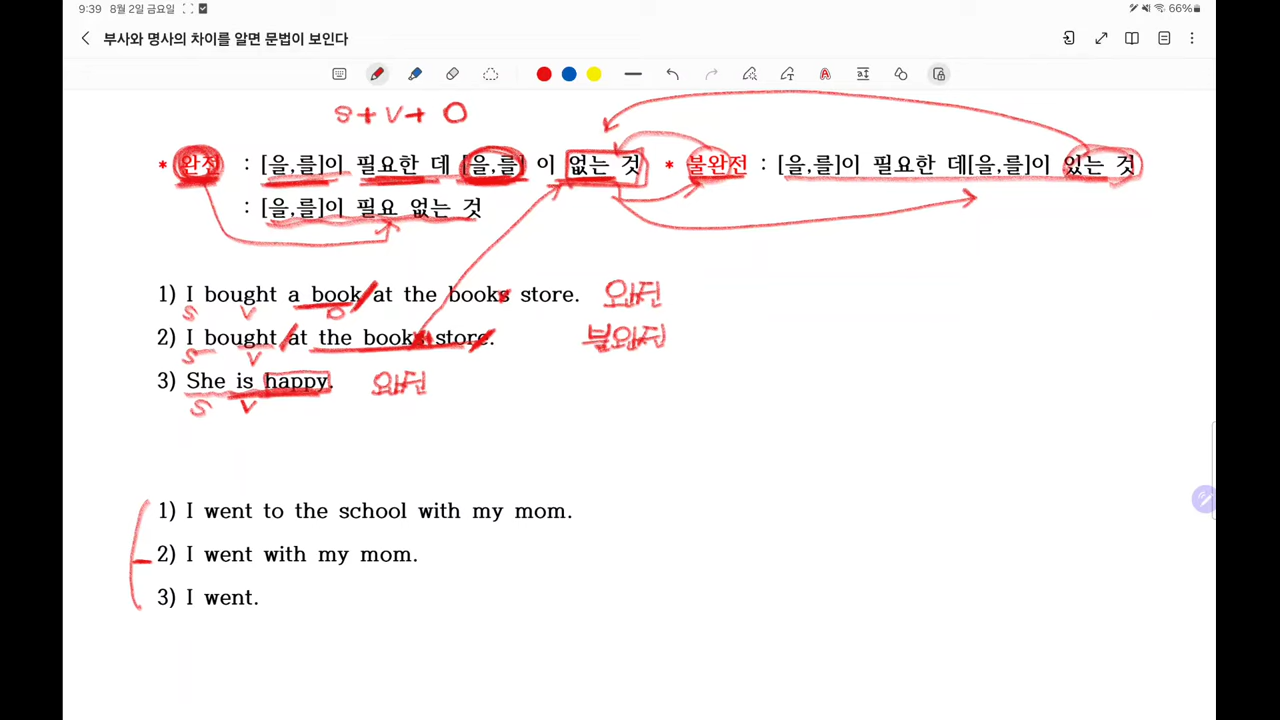 9:39 8월 2일 금요일
66%
부사와 명사의 차이를 알면 문법이 보인다
S + V + O
* 완전 : [을,를]이 필요한 데 [을,를] 이 없는 것 * 불완전 : [을,를]이 필요한 데[을,를]이 있는 것
: [을,를]이 필요 없는 것
1) I bought a book / at the books store. 완전
S V O
2) I bought / at the books store. 불완전
S V
3) She is happy. 완전
S V
1) I went to the school with my mom.
2) I went with my mom.
3) I went.